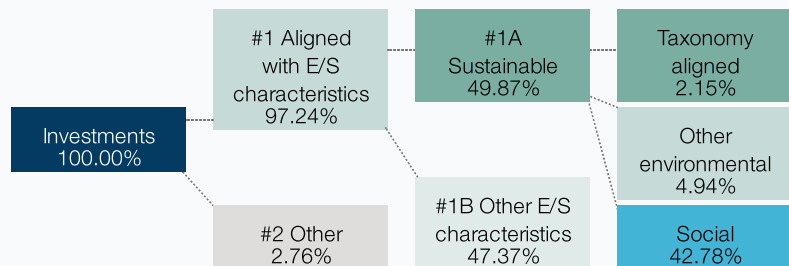 Investments
100.00%
#1 Aligned
with E/S
characteristics
97.24%
#2 Other
2.76%
#1A
Sustainable
49.87%
#1B Other E/S
characteristics
47.37%
Taxonomy
aligned
2.15%
Other
environmental
4.94%
Social
42.78%